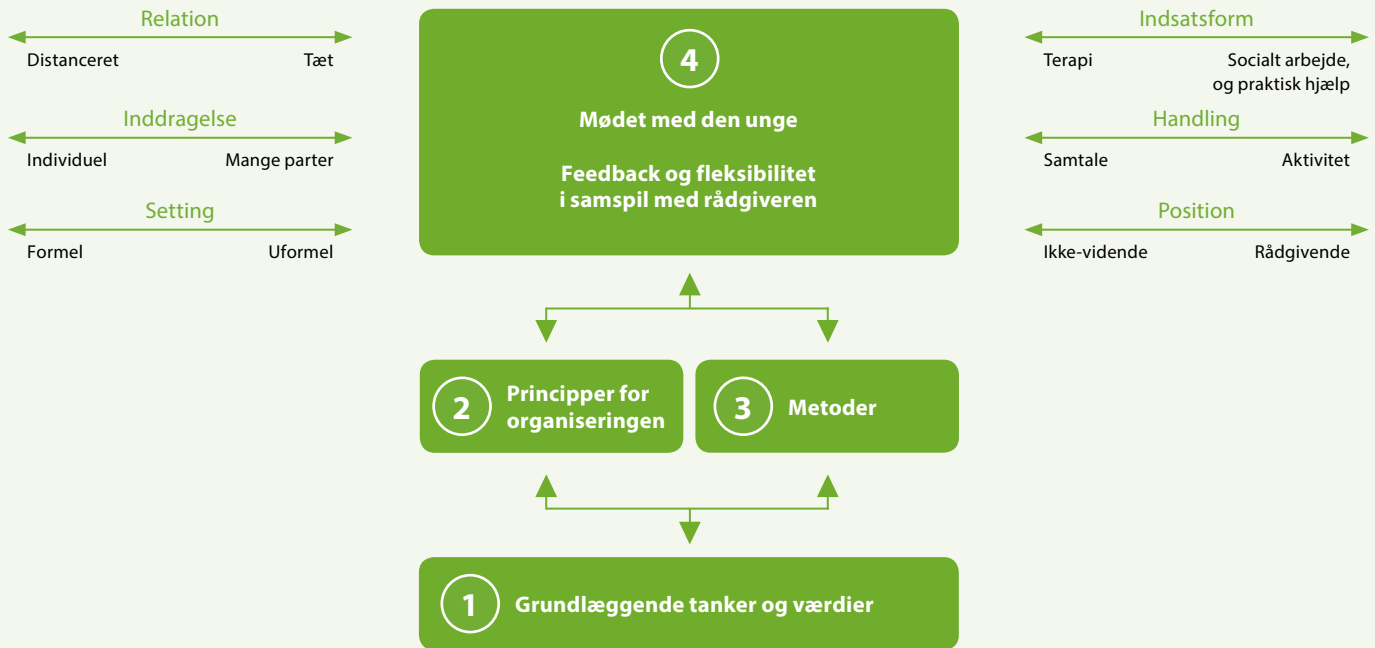 Relation
Distanceret Tæt
Inddragelse
Individuel Mange parter
Setting
Formel Uformel
4
Mødet med den unge
Feedback og fleksibilitet
i samspil med rådgiveren
Indsatsform
Terapi Socialt arbejde,
og praktisk hjælp
Handling
Samtale Aktivitet
Position
Ikke-vidende Rådgivende
2 Principper for
organiseringen
3 Metoder
1 Grundlæggende tanker og værdier